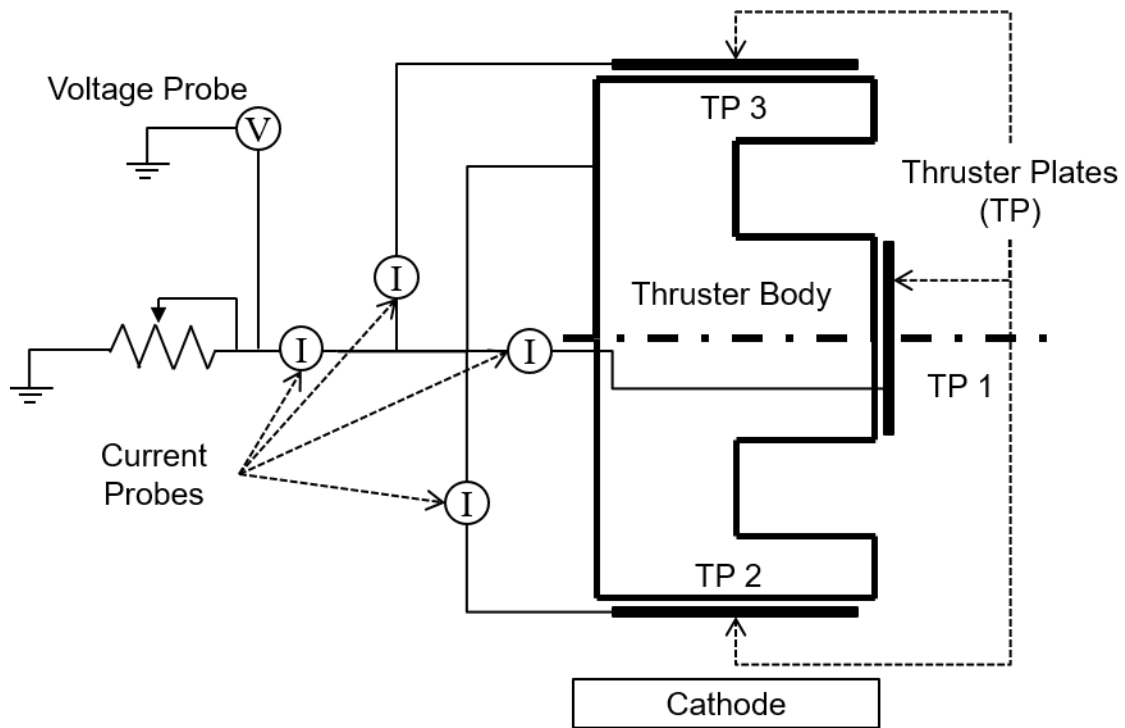 TP 3
Voltage Probe
V
Thruster Plates
(TP)
I
Thruster Body
I
I
TP 1
Current
Probes
I
TP 2
Cathode